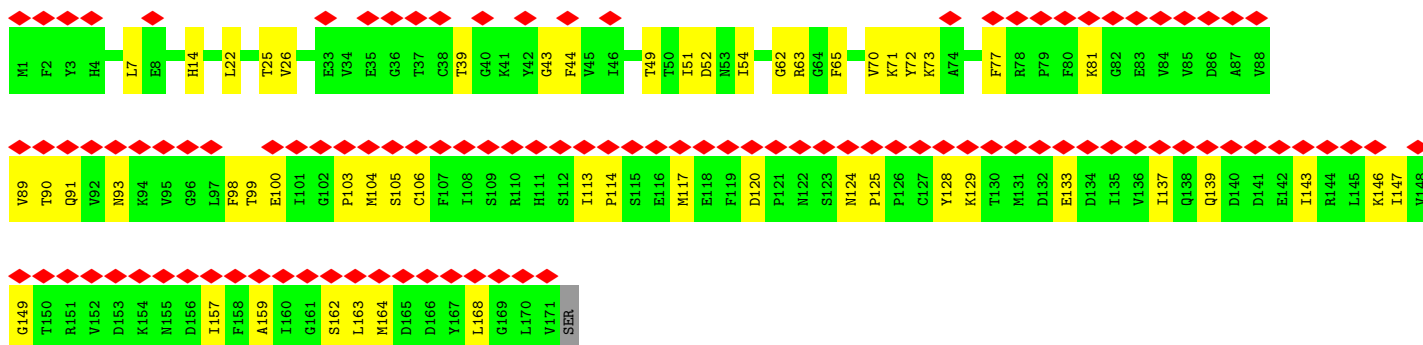 M1 F2 Y3 H4 L7 E8 H14 L22 T25 V26 E33 V34 E35 G36 T37 C38 T39 G40 K41 Y42 G43 F44 V45 I46 T49 T50 I51 D52 N53 I54 G62 R63 G64 F65 V70 K71 Y72 K73 A74 F77 R78 P79 F80 K81 G82 E83 V84 V85 D86 A87 V88
V89 T90 Q91 V92 N93 K94 V95 G96 L97 F98 T99 E100 I101 G102 P103 M104 S105 C106 F107 I108 S109 R110 H111 S112 I113 P114 S115 E116 M117 E118 F119 D120 P121 N122 S123 N124 P125 P126 C127 Y128 K129 T130 M131 D132 E133 D134 I135 V136 I137 Q138 Q139 D140 D141 E142 I143 R144 L145 K146 I147 V148
G149 T150 R151 V152 D153 K154 N155 D156 I157 F158 A159 I160 G161 S162 L163 M164 D165 D166 Y167 L168 G169 L170 V171 SER